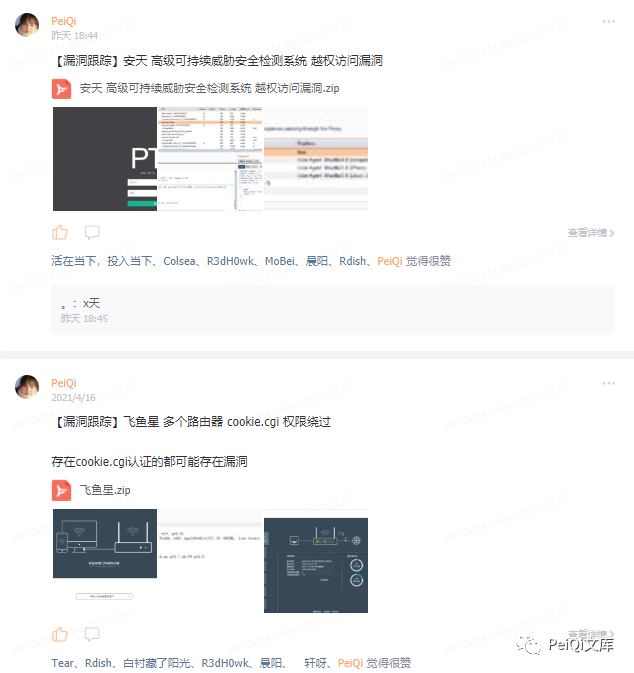 PeiQi
昨天 18:44
【漏洞跟踪】安天 高级可持续威胁安全检测系统 越权访问漏洞
安天 高级可持续威胁安全检测系统 越权访问漏洞.zip
PT
查看详情
活在当下，投入当下、Colsea、R3dH0wk、MoBei、晨阳、Rdish、PeiQi 觉得很赞
。：x天
昨天 18:45
PeiQi
2021/4/16
【漏洞跟踪】飞鱼星 多个路由器 cookie.cgi 权限绕过
存在cookie.cgi认证的都可能存在漏洞
飞鱼星.zip
查看详情
PeiQi文库
Tear、Rdish、白衬藏了阳光、R3dH0wk、晨阳、 轩呀、PeiQi 觉得很赞